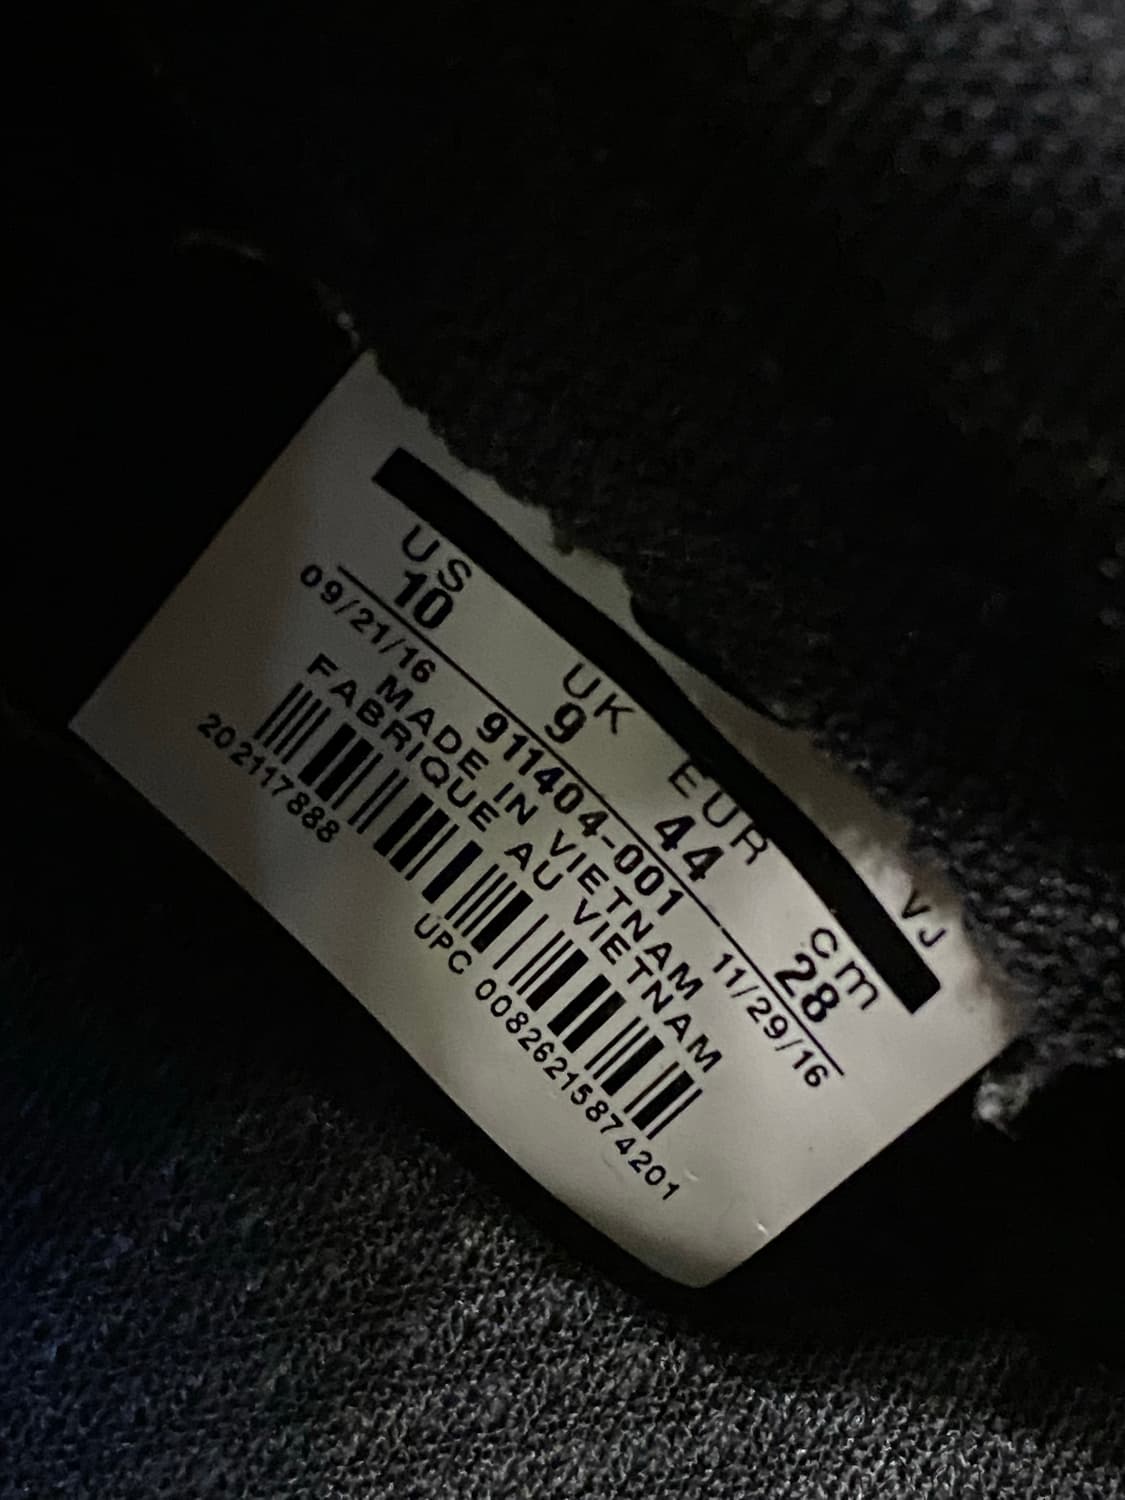 VJ
US UK EUR cm
10 9 44 28
09/21/16 911404-001 11/29/16
MADE IN VIETNAM
FABRIQUE AU VIETNAM
202117888
UPC 00826215874201